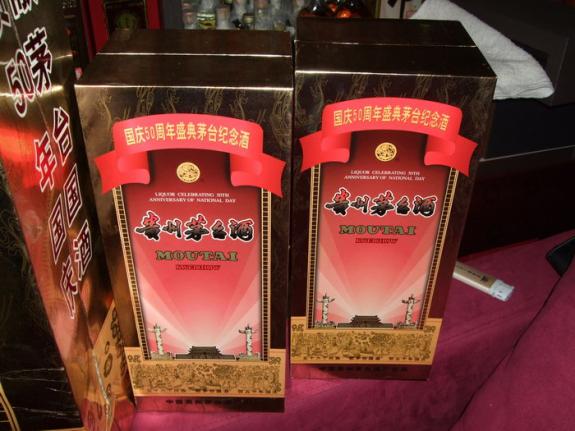 国庆50周年盛典茅台纪念酒
LIQUOR CELEBRATING 50TH
ANNIVERSARY OF NATIONAL DAY
贵州茅台酒
MOUTAI
KWEICHOW
国庆50周年盛典茅台纪念酒
LIQUOR CELEBRATING 50TH
ANNIVERSARY OF NATIONAL DAY
贵州茅台酒
MOUTAI
KWEICHOW
50年
茅台国酒
国庆